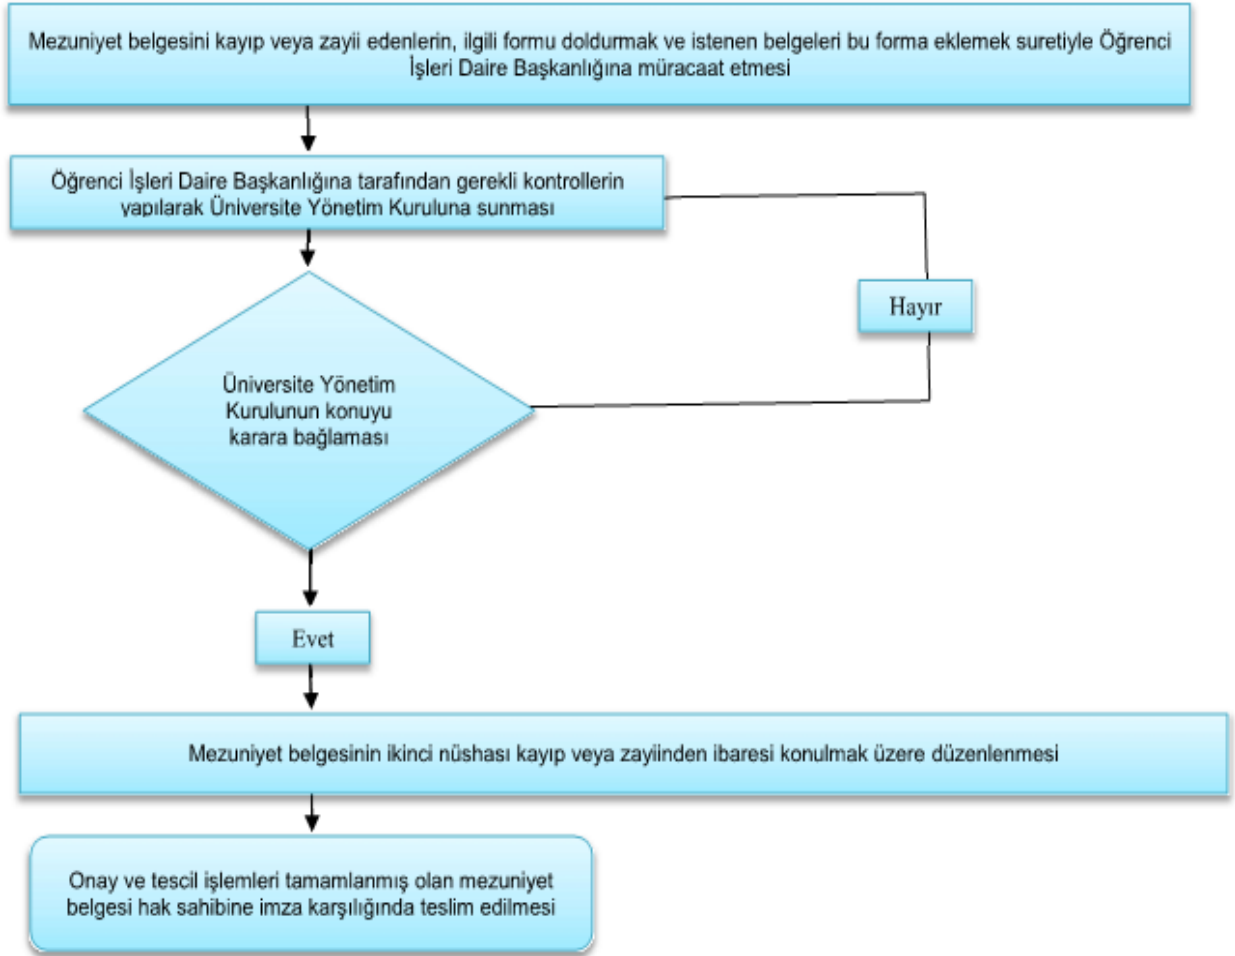 Mezuniyet belgesini kayıp veya zayii edenlerin, ilgili formu doldurmak ve istenen belgeleri bu forma eklemek suretiyle Öğrenci
İşleri Daire Başkanlığına müracaat etmesi
Öğrenci İşleri Daire Başkanlığına tarafından gerekli kontrollerin
yapılarak Üniversite Yönetim Kuruluna sunması
Hayır
Üniversite Yönetim
Kurulunun konuyu
karara bağlaması
Evet
Mezuniyet belgesinin ikinci nüshası kayıp veya zayiinden ibaresi konulmak üzere düzenlenmesi
Onay ve tescil işlemleri tamamlanmış olan mezuniyet
belgesi hak sahibine imza karşılığında teslim edilmesi